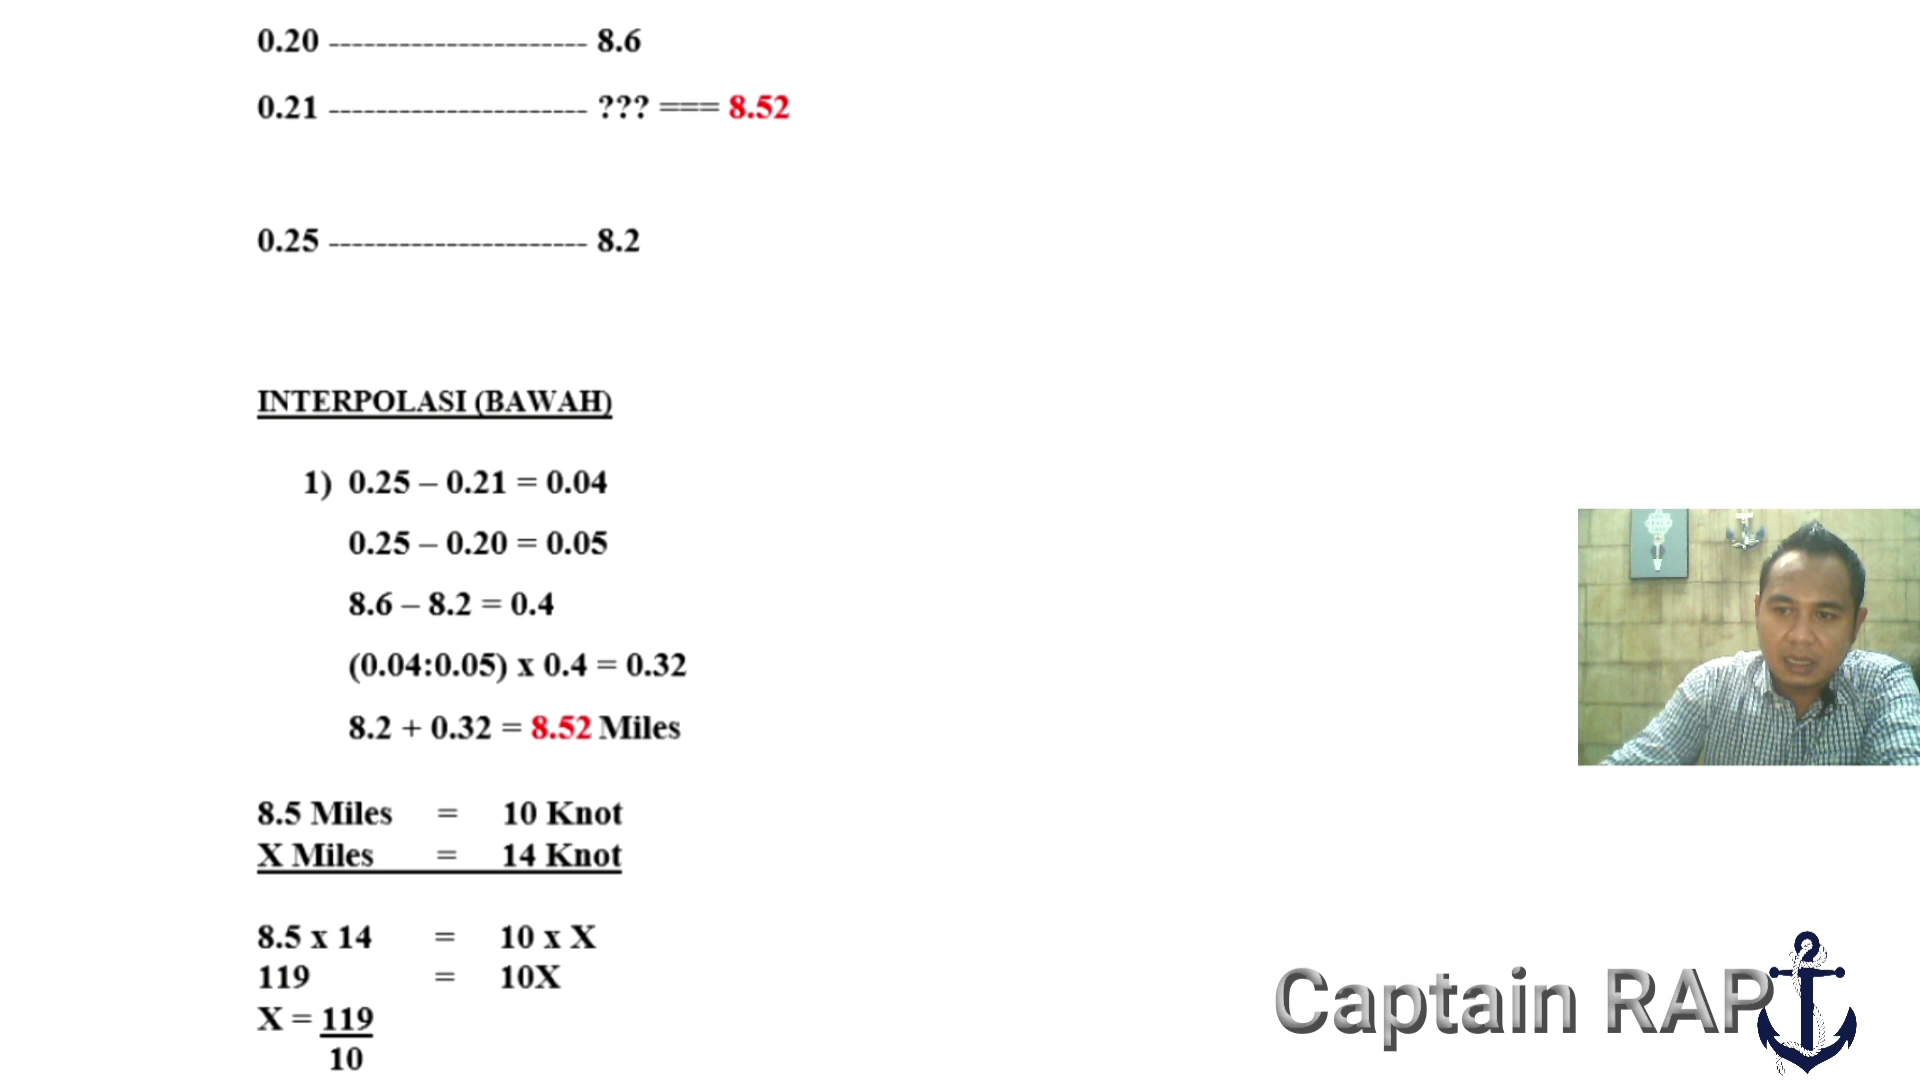 0.20 ---------------------- 8.6
0.21 ---------------------- ??? === 8.52
0.25 ---------------------- 8.2
INTERPOLASI (BAWAH)
1) 0.25 – 0.21 = 0.04
0.25 – 0.20 = 0.05
8.6 – 8.2 = 0.4
(0.04:0.05) x 0.4 = 0.32
8.2 + 0.32 = 8.52 Miles
8.5 Miles = 10 Knot
X Miles = 14 Knot
8.5 x 14 = 10 x X
119 = 10X
X = 119
10
Captain RAP